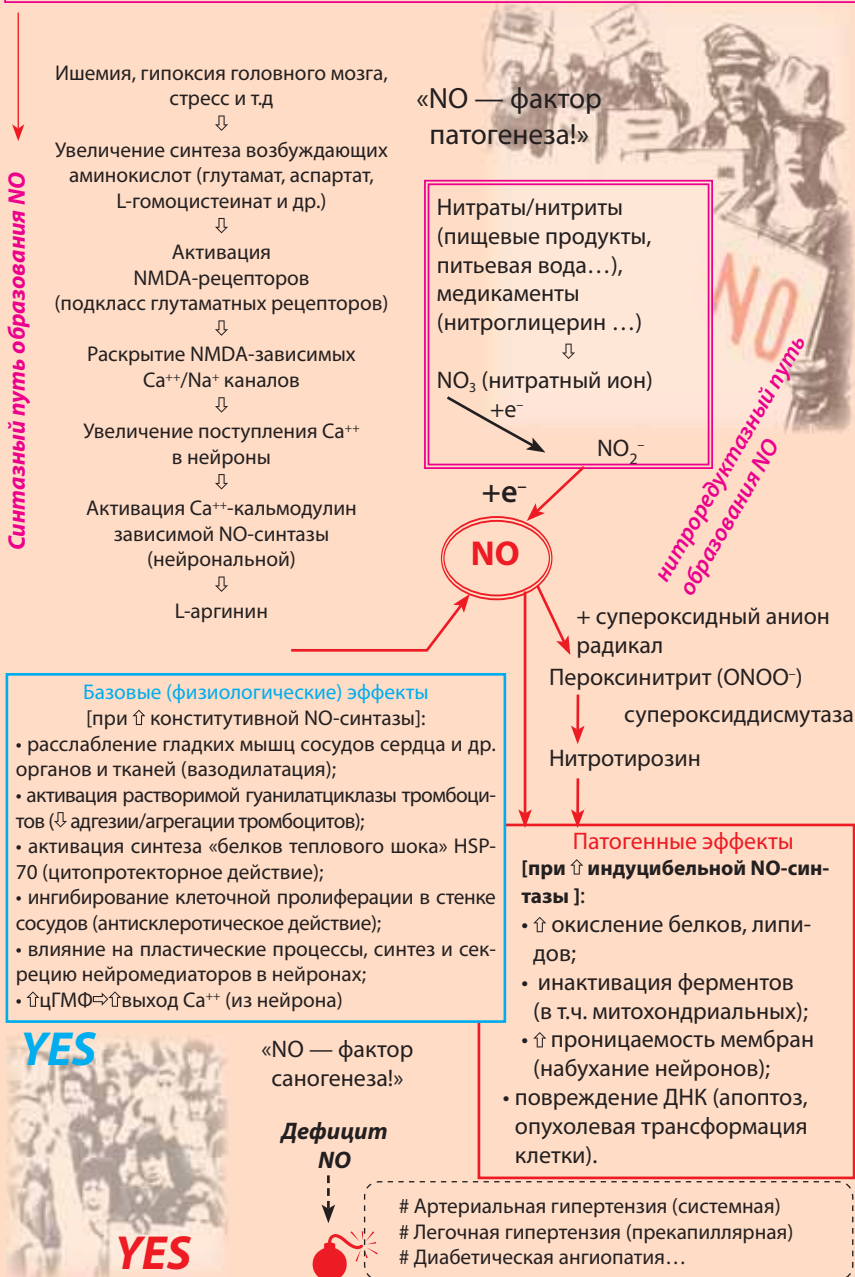 Синтазный путь образования NO
Ишемия, гипоксия головного мозга,
стресс и т.д
⇩
Увеличение синтеза возбуждающих
аминокислот (глутамат, аспартат,
L-гомоцистеинат и др.)
⇩
Активация
NMDA-рецепторов
(подкласс глутаматных рецепторов)
⇩
Раскрытие NMDA-зависимых
Ca⁺⁺/Na⁺ каналов
⇩
Увеличение поступления Ca⁺⁺
в нейроны
⇩
Активация Ca⁺⁺-кальмодулин
зависимой NO-синтазы
(нейрональной)
⇩
L-аргинин
«NO — фактор
патогенеза!»
NO
Нитраты/нитриты
(пищевые продукты,
питьевая вода…),
медикаменты
(нитроглицерин …)
⇩
NO₃ (нитратный ион)
+e⁻
NO₂⁻
нитроредуктазный путь
образования NO
+e⁻
NO
+ супероксидный анион
радикал
Пероксинитрит (ONOO⁻)
супероксиддисмутаза
Нитротирозин
Базовые (физиологические) эффекты
[при ⇧ конститутивной NO-синтазы]:
• расслабление гладких мышц сосудов сердца и др.
органов и тканей (вазодилатация);
• активация растворимой гуанилатциклазы тромбоци-
тов (⇩ адгезии/агрегации тромбоцитов);
• активация синтеза «белков теплового шока» HSP-
70 (цитопротекторное действие);
• ингибирование клеточной пролиферации в стенке
сосудов (антисклеротическое действие);
• влияние на пластические процессы, синтез и сек-
рецию нейромедиаторов в нейронах;
• ⇧цГМФ⇨⇧выход Ca⁺⁺ (из нейрона)
Патогенные эффекты
[при ⇧ индуцибельной NO-син-
тазы ]:
• ⇧ окисление белков, липи-
дов;
• инактивация ферментов
(в т.ч. митохондриальных);
• ⇧ проницаемость мембран
(набухание нейронов);
• повреждение ДНК (апоптоз,
опухолевая трансформация
клетки).
YES
YES
«NO — фактор
саногенеза!»
Дефицит
NO
# Артериальная гипертензия (системная)
# Легочная гипертензия (прекапиллярная)
# Диабетическая ангиопатия…